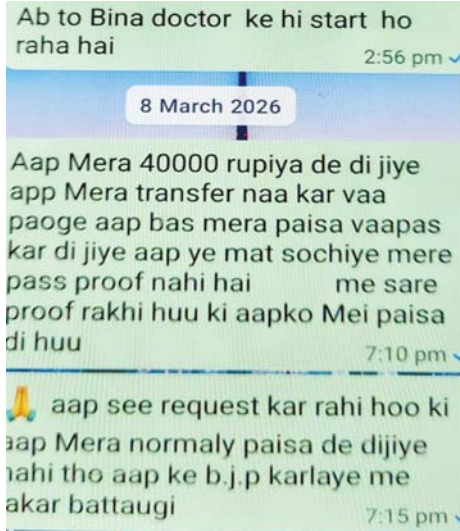 Ab to Bina doctor ke hi start ho
raha hai
2:56 pm
8 March 2026
Aap Mera 40000 rupiya de di jiye
app Mera transfer naa kar vaa
paoge aap bas mera paisa vaapas
kar di jiye aap ye mat sochiye mere
pass proof nahi hai me sare
proof rakhi huu ki aapko Mei paisa
di huu
7:10 pm
🙏 aap see request kar rahi hoo ki
aap Mera normaly paisa de dijiye
nahi tho aap ke b.j.p karlaye me
akar battaugi
7:15 pm